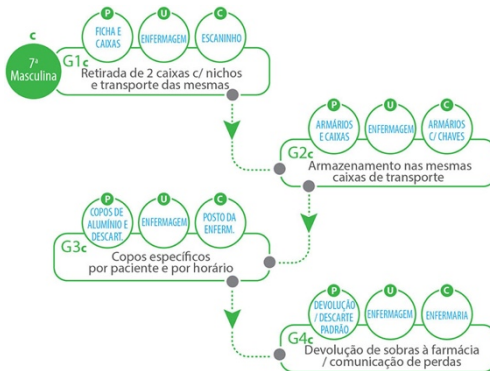 c
7ª
Masculina
P
FICHA E
CAIXAS
U
ENFERMAGEM
C
ESCANINHO
G1c
Retirada de 2 caixas c/ nichos
e transporte das mesmas
P
ARMÁRIOS
E CAIXAS
U
ENFERMAGEM
C
ARMÁRIOS
C/ CHAVES
G2c
Armazenamento nas mesmas
caixas de transporte
P
COPOS DE
ALUMÍNIO E
DESCART.
U
ENFERMAGEM
C
POSTO DA
ENFERM.
G3c
Copos específicos
por paciente e por horário
P
DEVOLUÇÃO
/ DESCARTE
PADRÃO
U
ENFERMAGEM
C
ENFERMARIA
G4c
Devolução de sobras à farmácia
/ comunicação de perdas